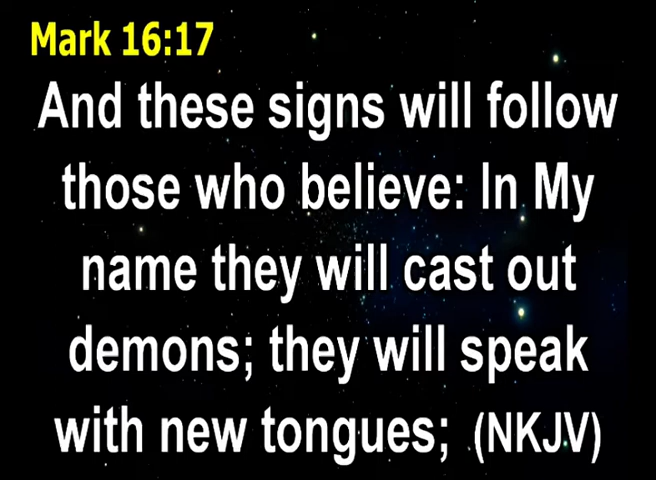 Mark 16:17
And these signs will follow
those who believe: In My
name they will cast out
demons; they will speak
with new tongues; (NKJV)